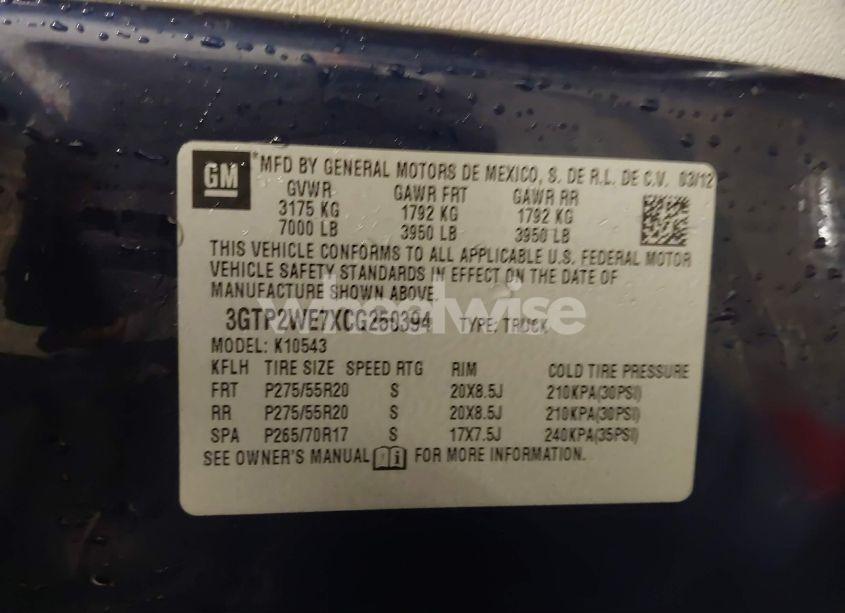 GM *MFD BY GENERAL MOTORS DE MEXICO, S. DE R.L. DE C.V. 03/12
GVWR GAWR FRT GAWR RR
3175 KG 1792 KG 1792 KG
7000 LB 3950 LB 3950 LB
THIS VEHICLE CONFORMS TO ALL APPLICABLE U.S. FEDERAL MOTOR
VEHICLE SAFETY STANDARDS IN EFFECT ON THE DATE OF
MANUFACTURE SHOWN ABOVE.
wheelwise
3GTP2WE7XCG250394 TYPE: TRUCK
MODEL: K10543
KFLH TIRE SIZE SPEED RTG RIM COLD TIRE PRESSURE
FRT P275/55R20 S 20X8.5J 210KPA(30PSI)
RR P275/55R20 S 20X8.5J 210KPA(30PSI)
SPA P265/70R17 S 17X7.5J 240KPA(35PSI)
SEE OWNER'S MANUAL FOR MORE INFORMATION.